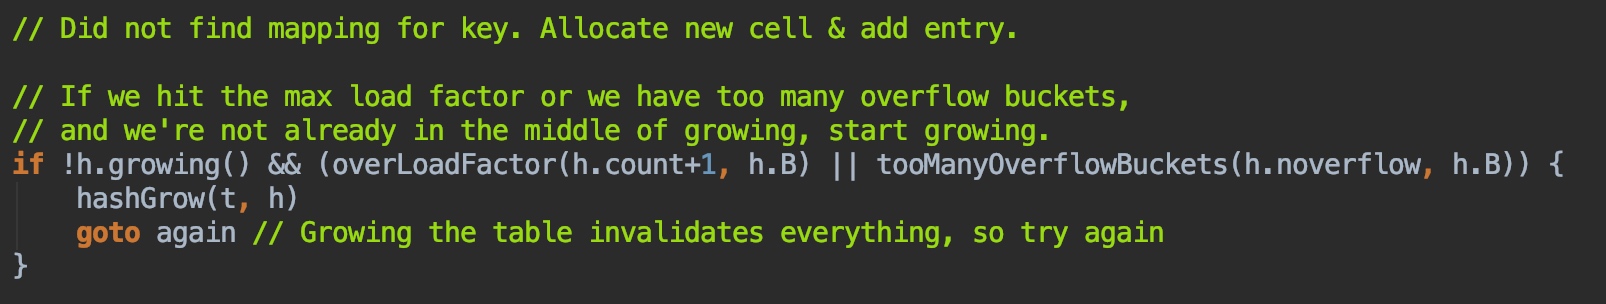 // Did not find mapping for key. Allocate new cell & add entry.
// If we hit the max load factor or we have too many overflow buckets,
// and we're not already in the middle of growing, start growing.
if !h.growing() && (overLoadFactor(h.count+1, h.B) || tooManyOverflowBuckets(h.noverflow, h.B)) {
hashGrow(t, h)
goto again // Growing the table invalidates everything, so try again
}